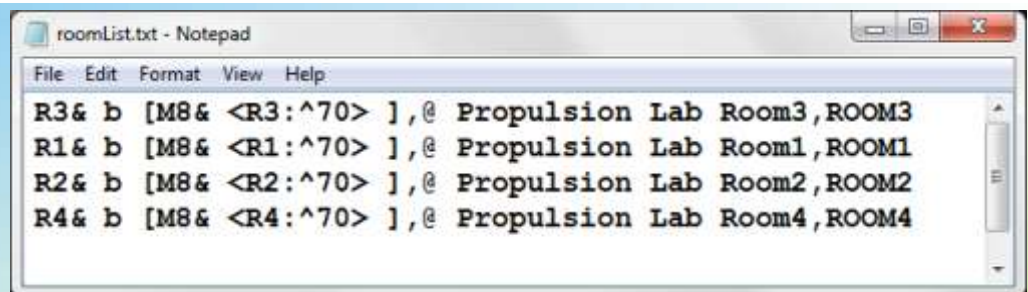 roomList.txt - Notepad
File Edit Format View Help
R3& b [M8& <R3:^70> ],@ Propulsion Lab Room3,ROOM3
R1& b [M8& <R1:^70> ],@ Propulsion Lab Room1,ROOM1
R2& b [M8& <R2:^70> ],@ Propulsion Lab Room2,ROOM2
R4& b [M8& <R4:^70> ],@ Propulsion Lab Room4,ROOM4